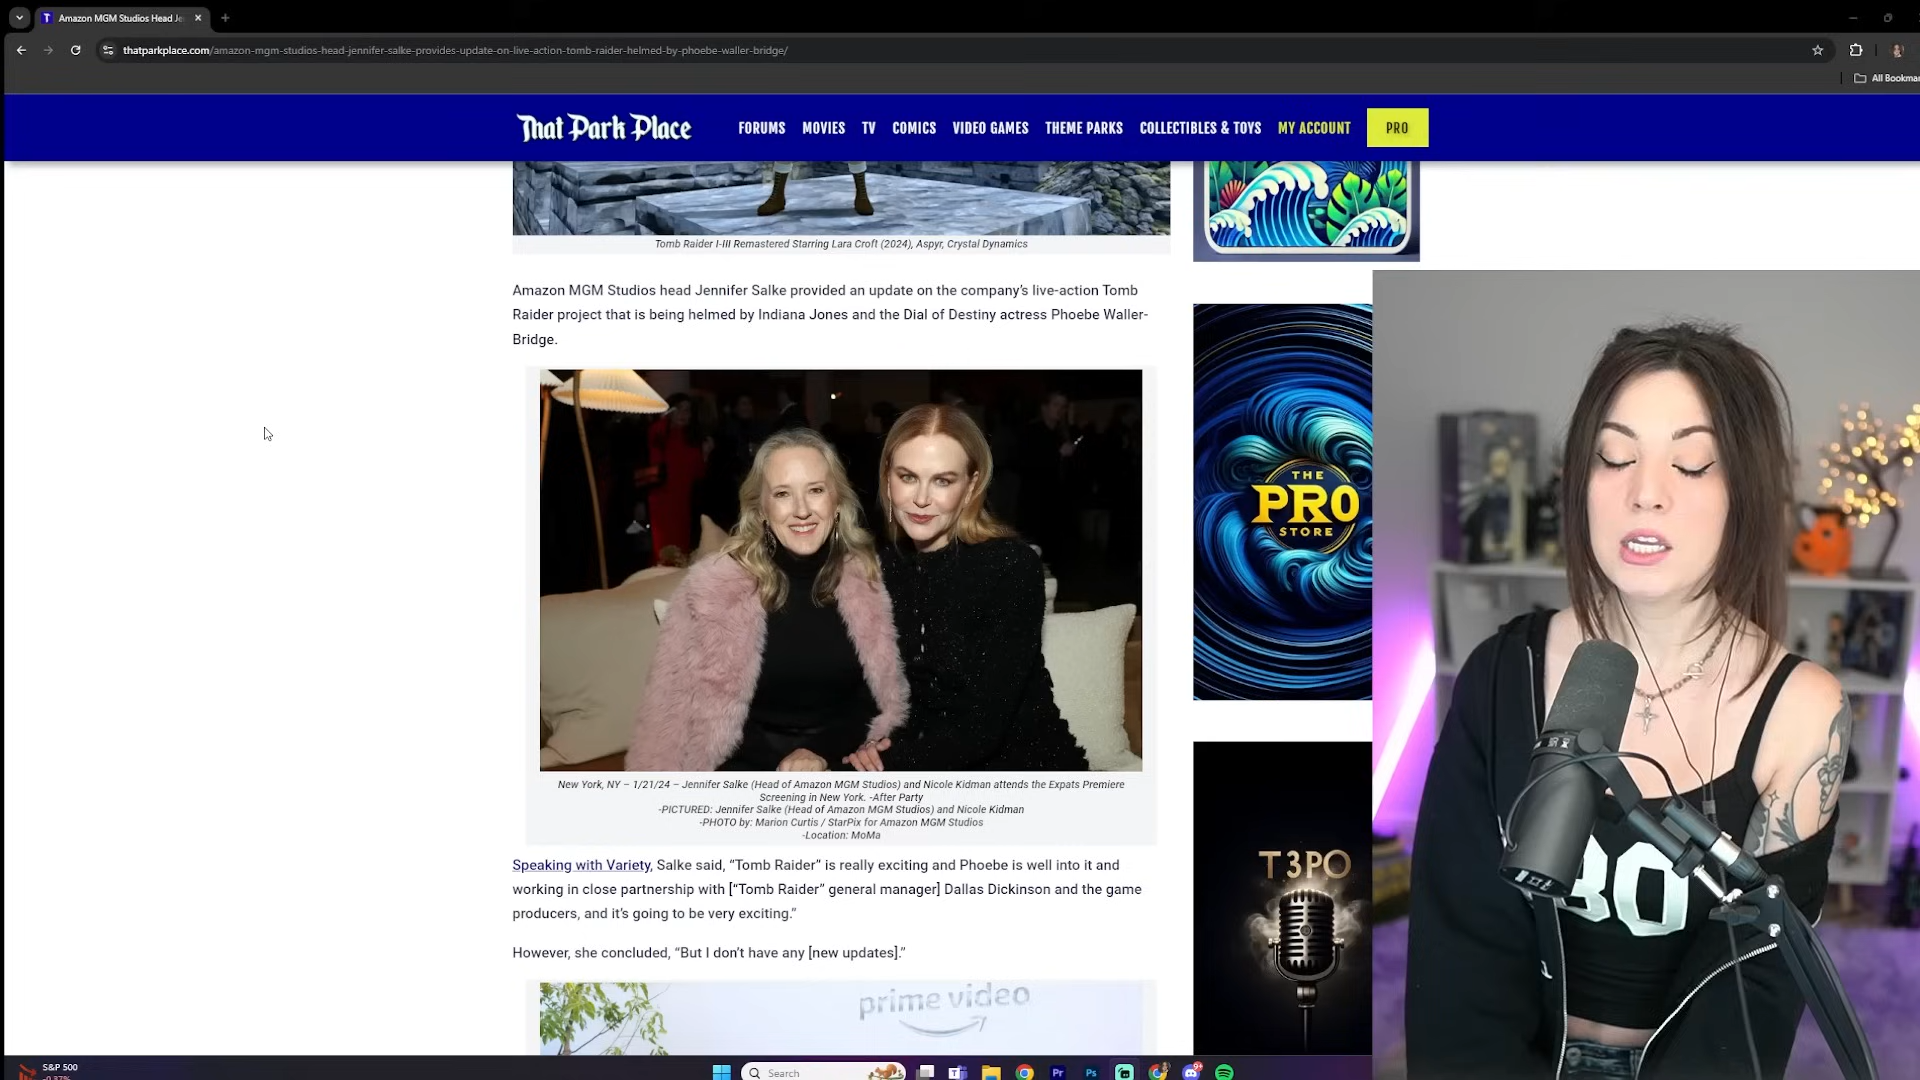 Amazon MGM Studios Head Je
thatparkplace.com/amazon-mgm-studios-head-jennifer-salke-provides-update-on-live-action-tomb-raider-helmed-by-phoebe-waller-bridge/
All Bookmar
That Park Place
FORUMS MOVIES TV COMICS VIDEO GAMES THEME PARKS COLLECTIBLES & TOYS MY ACCOUNT PRO
Tomb Raider I-III Remastered Starring Lara Croft (2024), Aspyr, Crystal Dynamics
Amazon MGM Studios head Jennifer Salke provided an update on the company's live-action Tomb
Raider project that is being helmed by Indiana Jones and the Dial of Destiny actress Phoebe Waller-
Bridge.
THE
PRO
STORE
New York, NY – 1/21/24 – Jennifer Salke (Head of Amazon MGM Studios) and Nicole Kidman attends the Expats Premiere
Screening in New York. -After Party
-PICTURED: Jennifer Salke (Head of Amazon MGM Studios) and Nicole Kidman
-PHOTO by: Marion Curtis / StarPix for Amazon MGM Studios
-Location: MoMa
Speaking with Variety, Salke said, “Tomb Raider” is really exciting and Phoebe is well into it and
working in close partnership with [“Tomb Raider” general manager] Dallas Dickinson and the game
producers, and it's going to be very exciting.”
However, she concluded, “But I don't have any [new updates].”
T3PO
prime video
80
S&P 500
-0.37%
Search